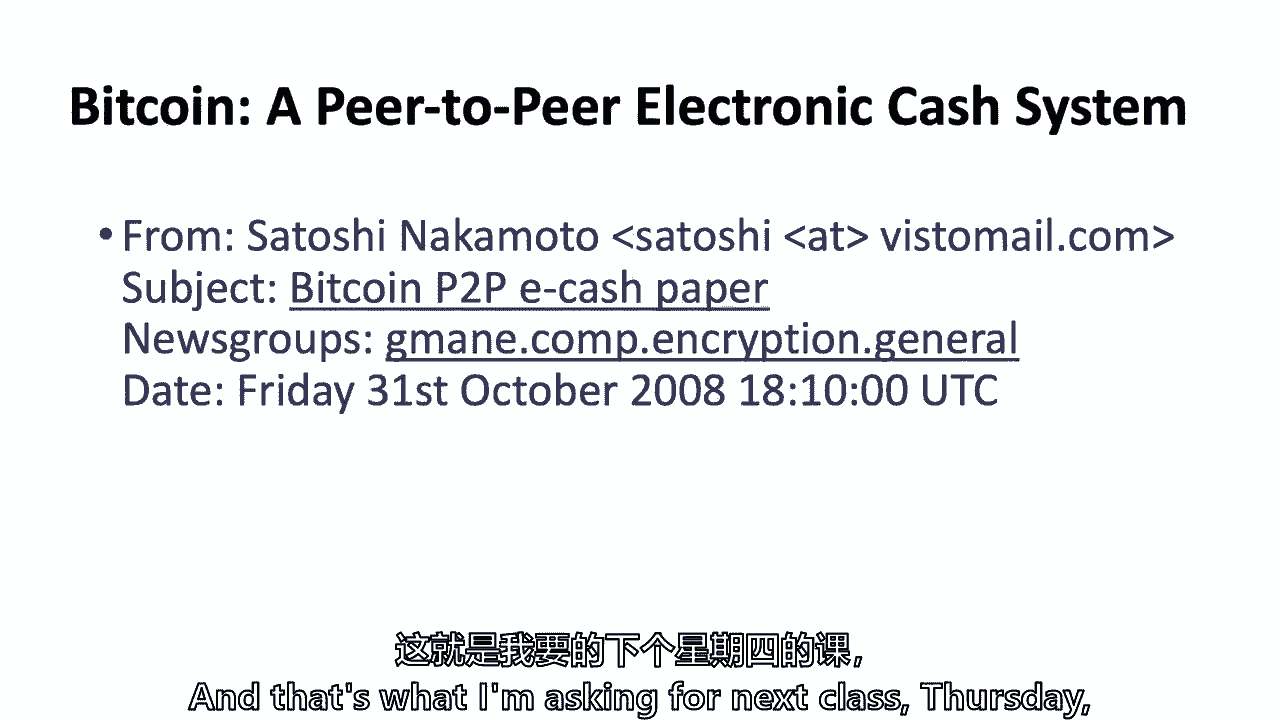 Bitcoin: A Peer-to-Peer Electronic Cash System
• From: Satoshi Nakamoto <satoshi <at> vistomail.com>
Subject: Bitcoin P2P e-cash paper
Newsgroups: gmane.comp.encryption.general
Date: Friday 31st October 2008 18:10:00 UTC
这就是我要的下个星期四的课，
And that's what I'm asking for next class, Thursday,